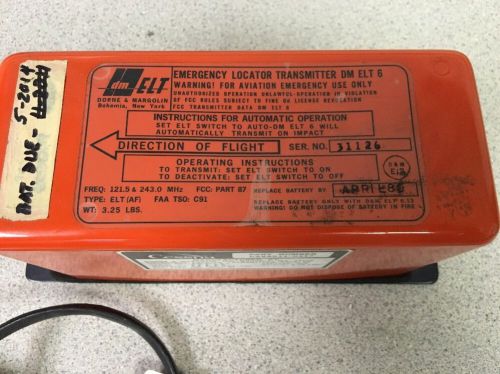 BAT. DUE - 5-2014
dm ELT
DORNE & MARGOLIN
Bohemia, New York
EMERGENCY LOCATOR TRANSMITTER DM ELT 6
WARNING! FOR AVIATION EMERGENCY USE ONLY
UNAUTHORIZED OPERATION UNLAWFUL-OPERATION IN VIOLATION
OF FCC RULES SUBJECT TO FINE OR LICENSE REVOCATION
FCC TRANSMITTER DATA DM ELT 6
INSTRUCTIONS FOR AUTOMATIC OPERATION
SET ELT SWITCH TO AUTO-DM ELT 6 WILL
AUTOMATICALLY TRANSMIT ON IMPACT
DIRECTION OF FLIGHT
SER. NO. 31126
OPERATING INSTRUCTIONS
TO TRANSMIT: SET ELT SWITCH TO ON
TO DEACTIVATE: SET ELT SWITCH TO OFF
D&M
FREQ: 121.5 & 243.0 MHz FCC: PART 87
REPLACE BATTERY BY
TYPE: ELT (AF) FAA TSO: C91
REPLACE BATTERY ONLY WITH D&M ELT 6.13
WT: 3.25 LBS.
WARNING! DO NOT DISPOSE OF BATTERY IN FIRE.
Cessna